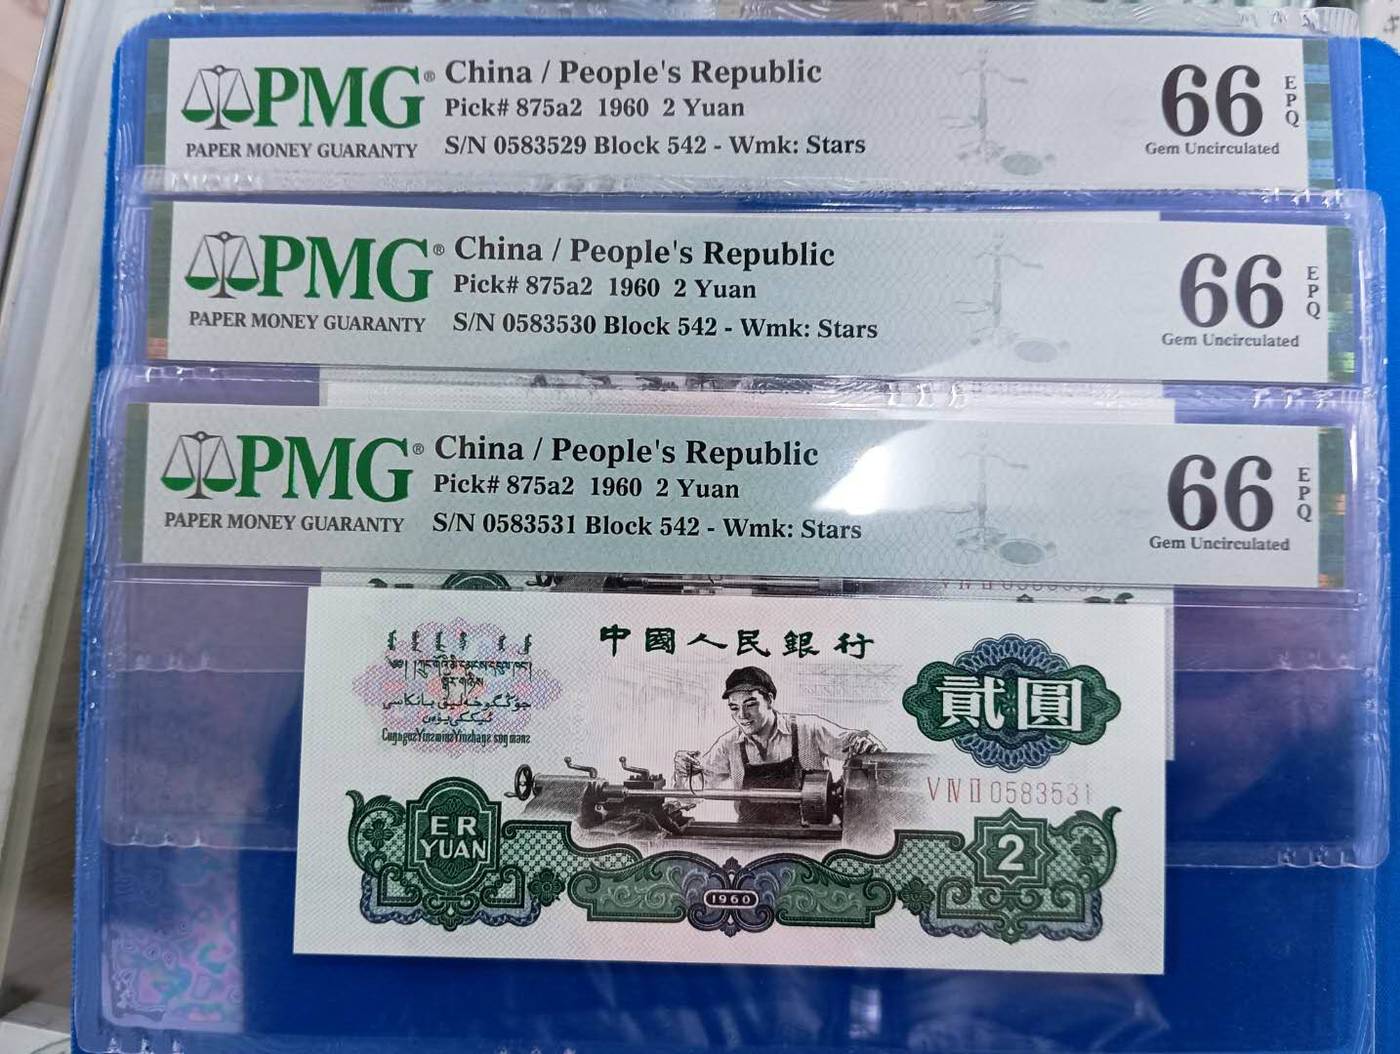 PMG® China / People's Republic
Pick# 875a2 1960 2 Yuan
PAPER MONEY GUARANTY S/N 0583529 Block 542 - Wmk: Stars
66 EPQ
Gem Uncirculated
PMG® China / People's Republic
Pick# 875a2 1960 2 Yuan
PAPER MONEY GUARANTY S/N 0583530 Block 542 - Wmk: Stars
66 EPQ
Gem Uncirculated
PMG® China / People's Republic
Pick# 875a2 1960 2 Yuan
PAPER MONEY GUARANTY S/N 0583531 Block 542 - Wmk: Stars
66 EPQ
Gem Uncirculated
中國人民銀行
貳圓
VIVII 0583531
ER
YUAN
2
1960